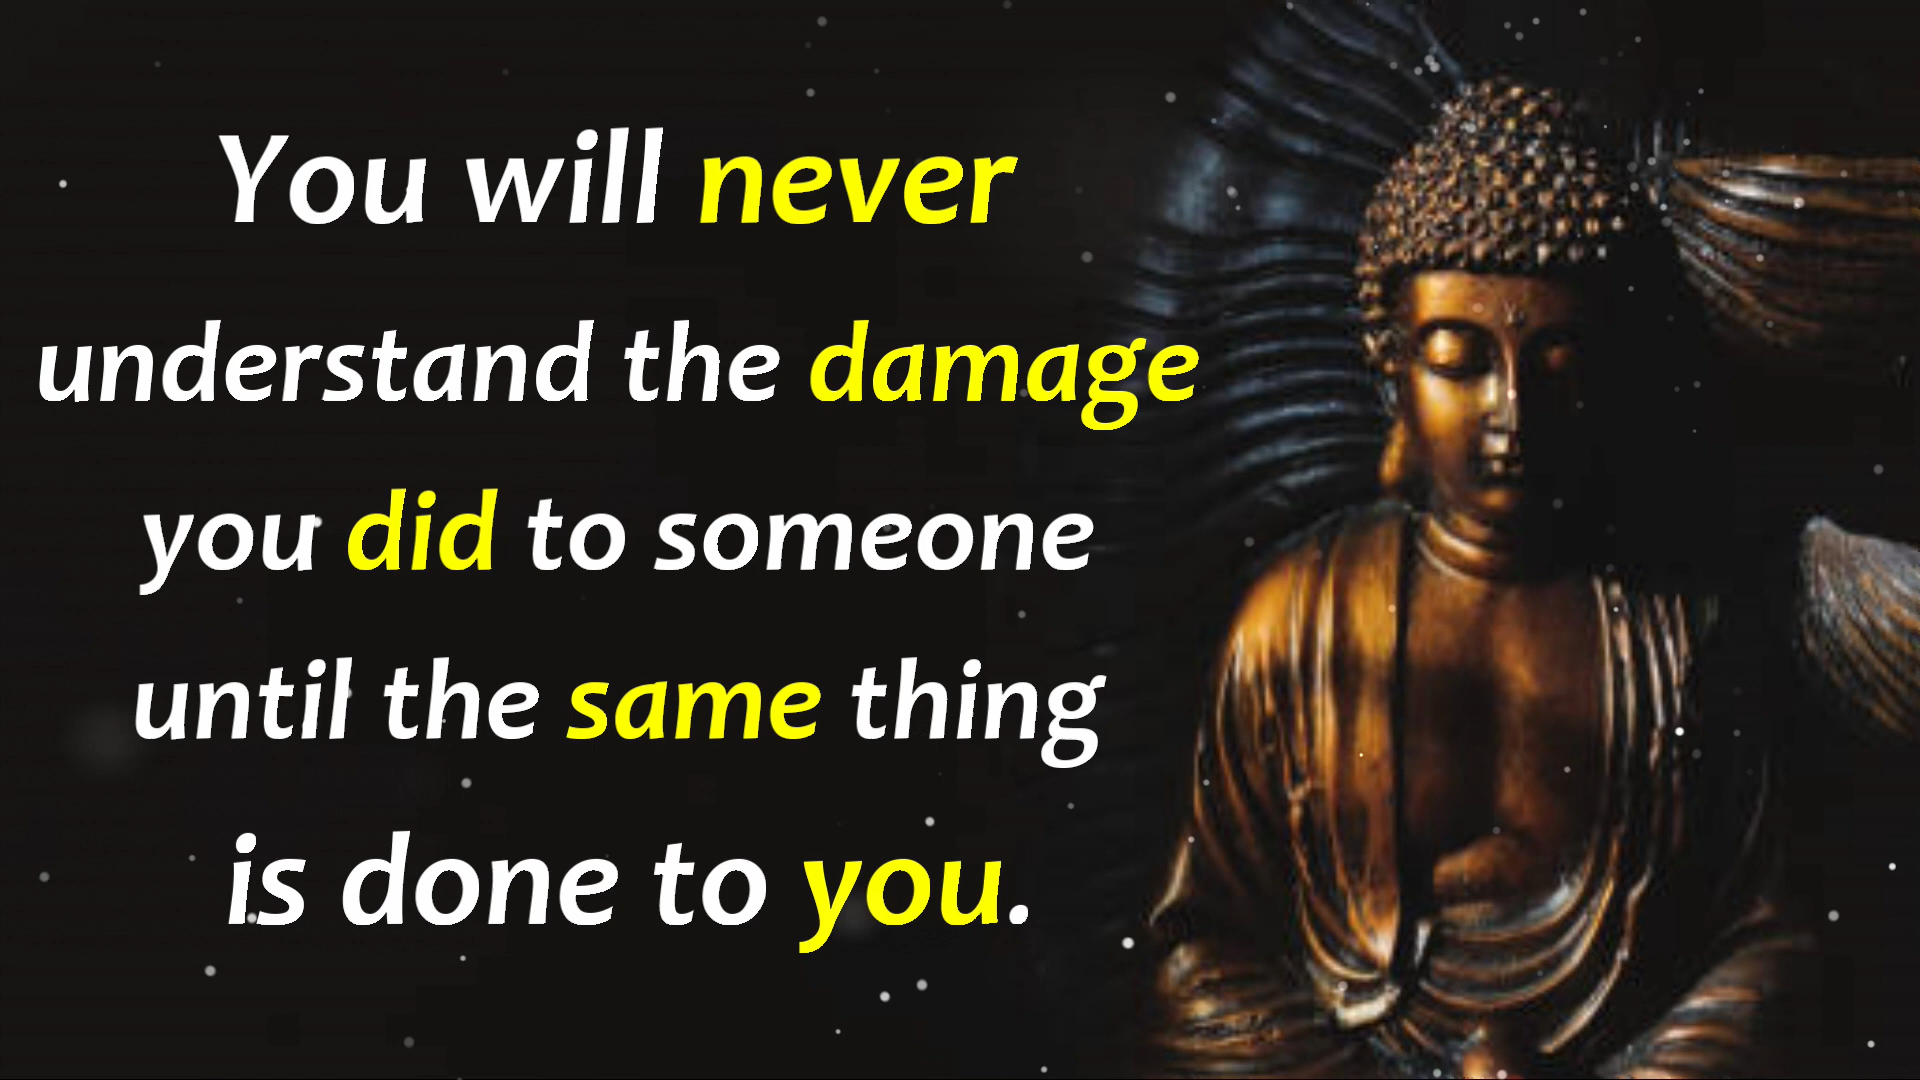 You will never
understand the damage
you did to someone
until the same thing
is done to you.